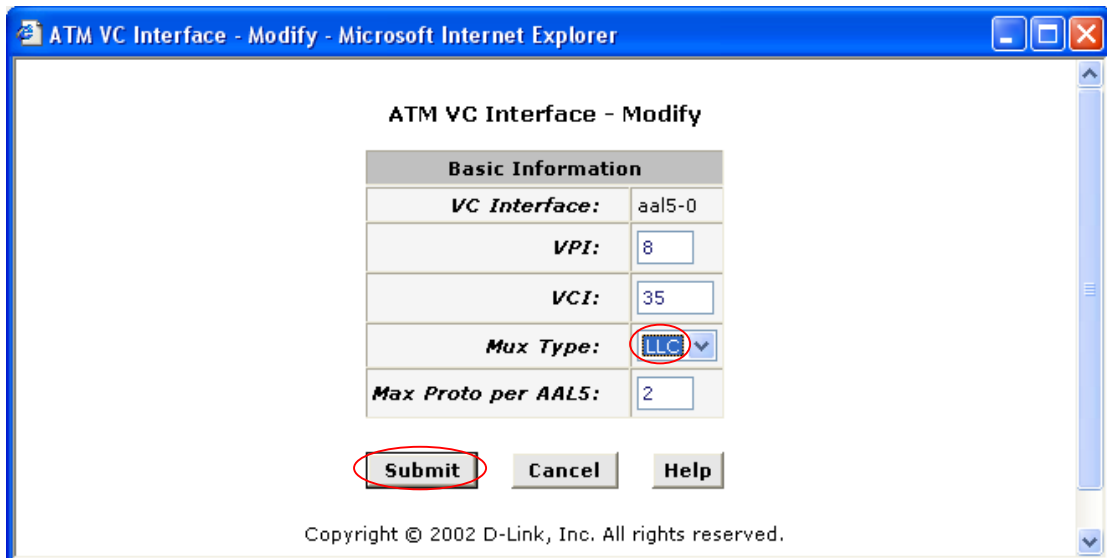 ATM VC Interface - Modify - Microsoft Internet Explorer
ATM VC Interface - Modify
Basic Information
VC Interface: aal5-0
VPI: 8
VCI: 35
Mux Type: LLC
Max Proto per AAL5: 2
Submit Cancel Help
Copyright © 2002 D-Link, Inc. All rights reserved.